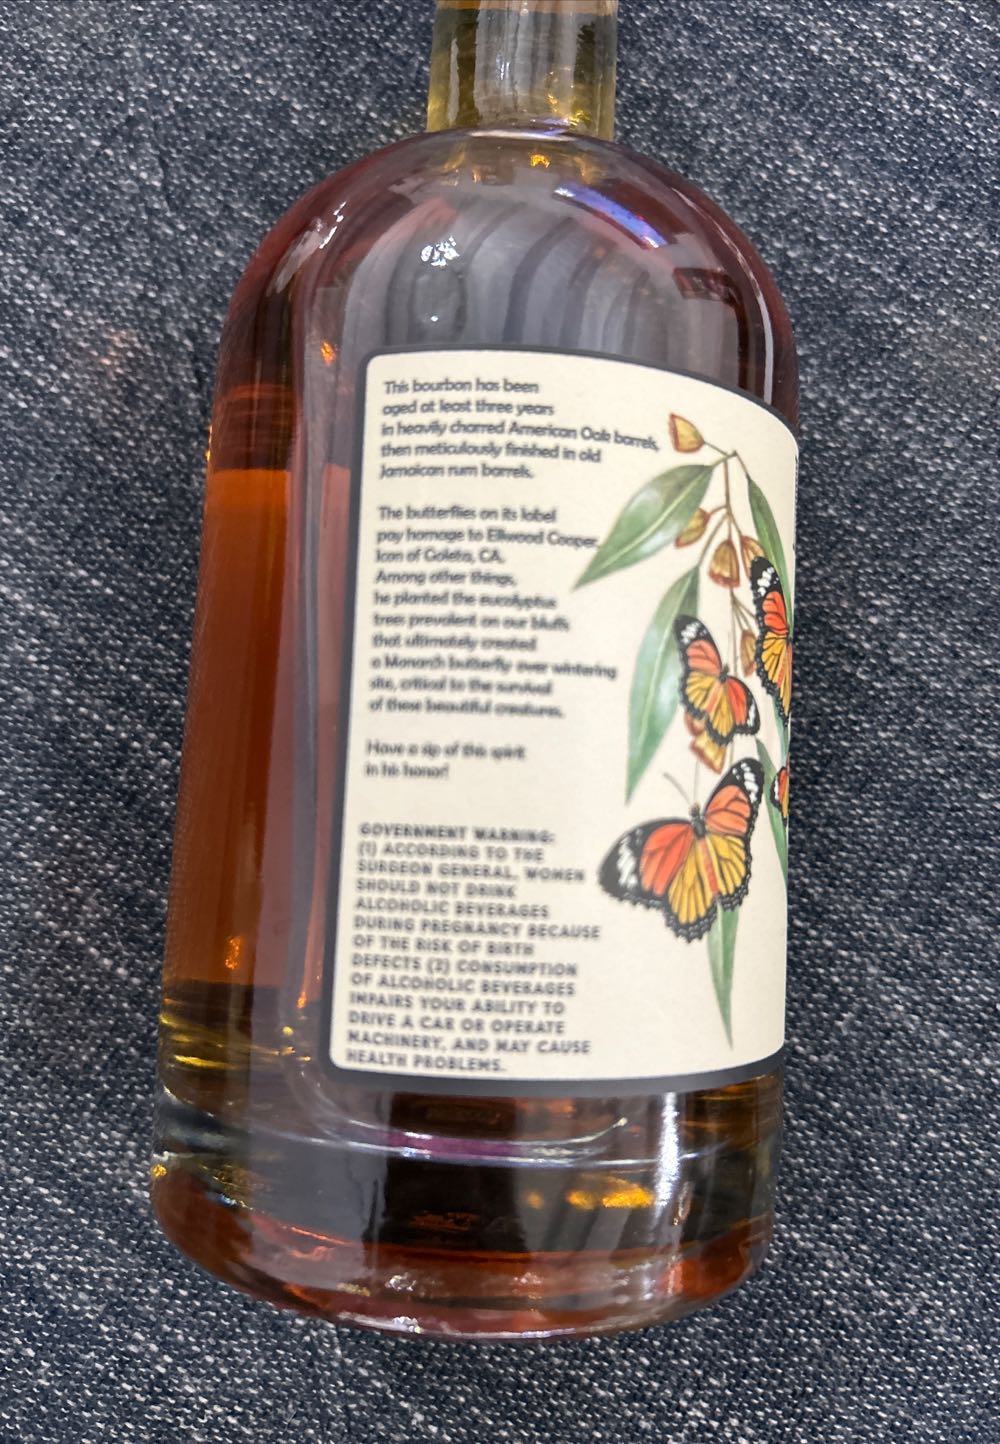 This bourbon has been
aged at least three years
in heavily charred American Oak barrels,
then meticulously finished in old
Jamaican rum barrels.
The butterflies on its label
pay homage to Ellwood Cooper,
Icon of Goleta, CA.
Among other things,
he planted the eucalyptus
trees prevalent on our bluffs
that ultimately created
a Monarch butterfly over wintering
site, critical to the survival
of these beautiful creatures.
Have a sip of this spirit
in his honor!
GOVERNMENT WARNING:
(1) ACCORDING TO THE
SURGEON GENERAL, WOMEN
SHOULD NOT DRINK
ALCOHOLIC BEVERAGES
DURING PREGNANCY BECAUSE
OF THE RISK OF BIRTH
DEFECTS (2) CONSUMPTION
OF ALCOHOLIC BEVERAGES
IMPAIRS YOUR ABILITY TO
DRIVE A CAR OR OPERATE
MACHINERY, AND MAY CAUSE
HEALTH PROBLEMS.